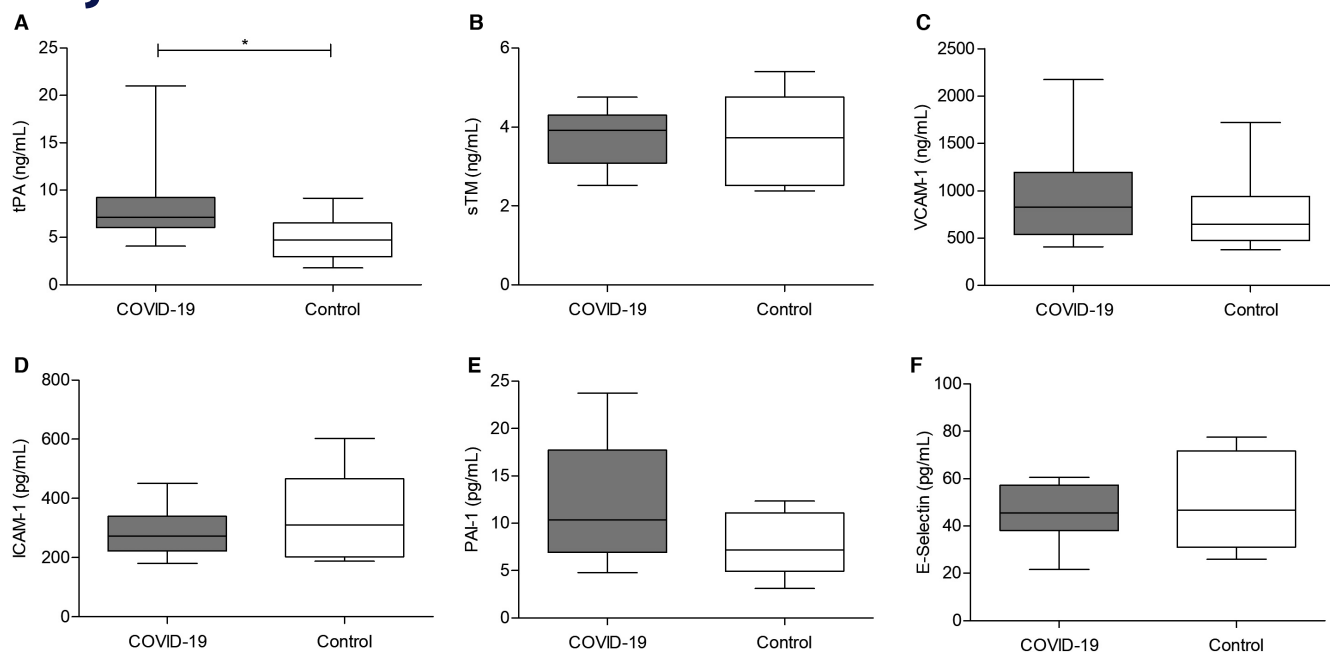 A
tPA (ng/mL)
25
20
15
10
5
0
*
COVID-19
Control
B
sTM (ng/mL)
6
4
2
0
COVID-19
Control
C
VCAM-1 (ng/mL)
2500
2000
1500
1000
500
0
COVID-19
Control
D
ICAM-1 (pg/mL)
800
600
400
200
0
COVID-19
Control
E
PAI-1 (pg/mL)
25
20
15
10
5
0
COVID-19
Control
F
E-Selectin (pg/mL)
100
80
60
40
20
0
COVID-19
Control